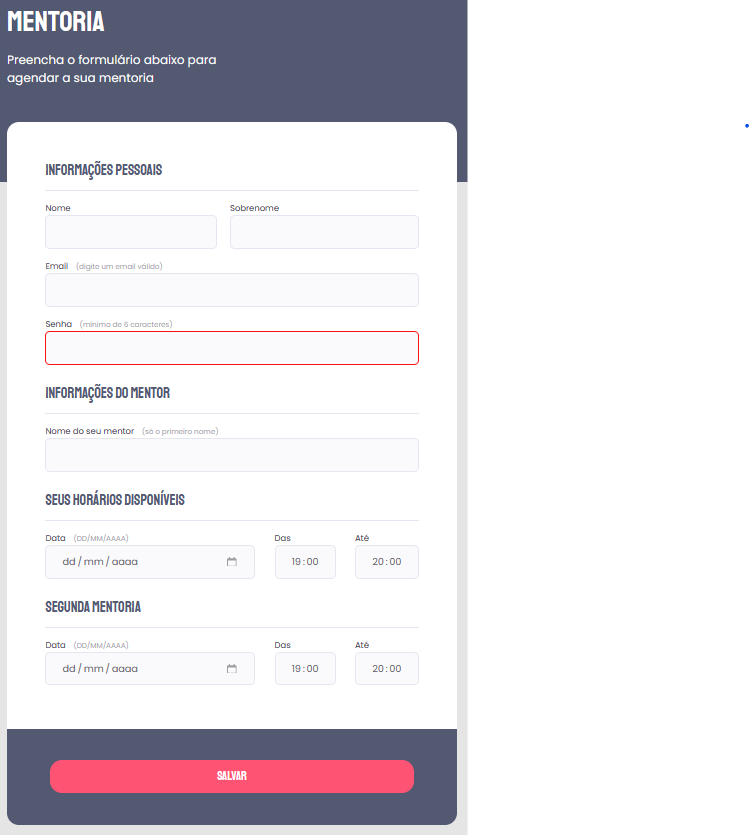 MENTORIA
Preencha o formulário abaixo para
agendar a sua mentoria
INFORMAÇÕES PESSOAIS
Nome Sobrenome
Email (digite um email válido)
Senha (mínimo de 6 caracteres)
INFORMAÇÕES DO MENTOR
Nome do seu mentor (só o primeiro nome)
SEUS HORÁRIOS DISPONÍVEIS
Data (DD/MM/AAAA) Das Até
dd/mm/aaaa 19:00 20:00
SEGUNDA MENTORIA
Data (DD/MM/AAAA) Das Até
dd/mm/aaaa 19:00 20:00
SALVAR